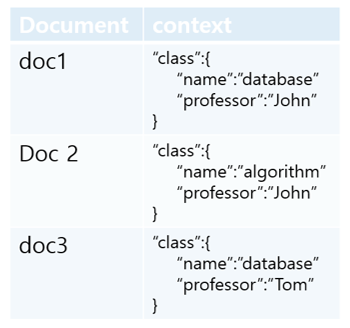 Document context
doc1 “class”:{
“name”:”database”
“professor”:”John”
}
Doc 2 “class”:{
“name”:”algorithm”
“professor”:”John”
}
doc3 “class”:{
“name”:”database”
“professor”:”Tom”
}